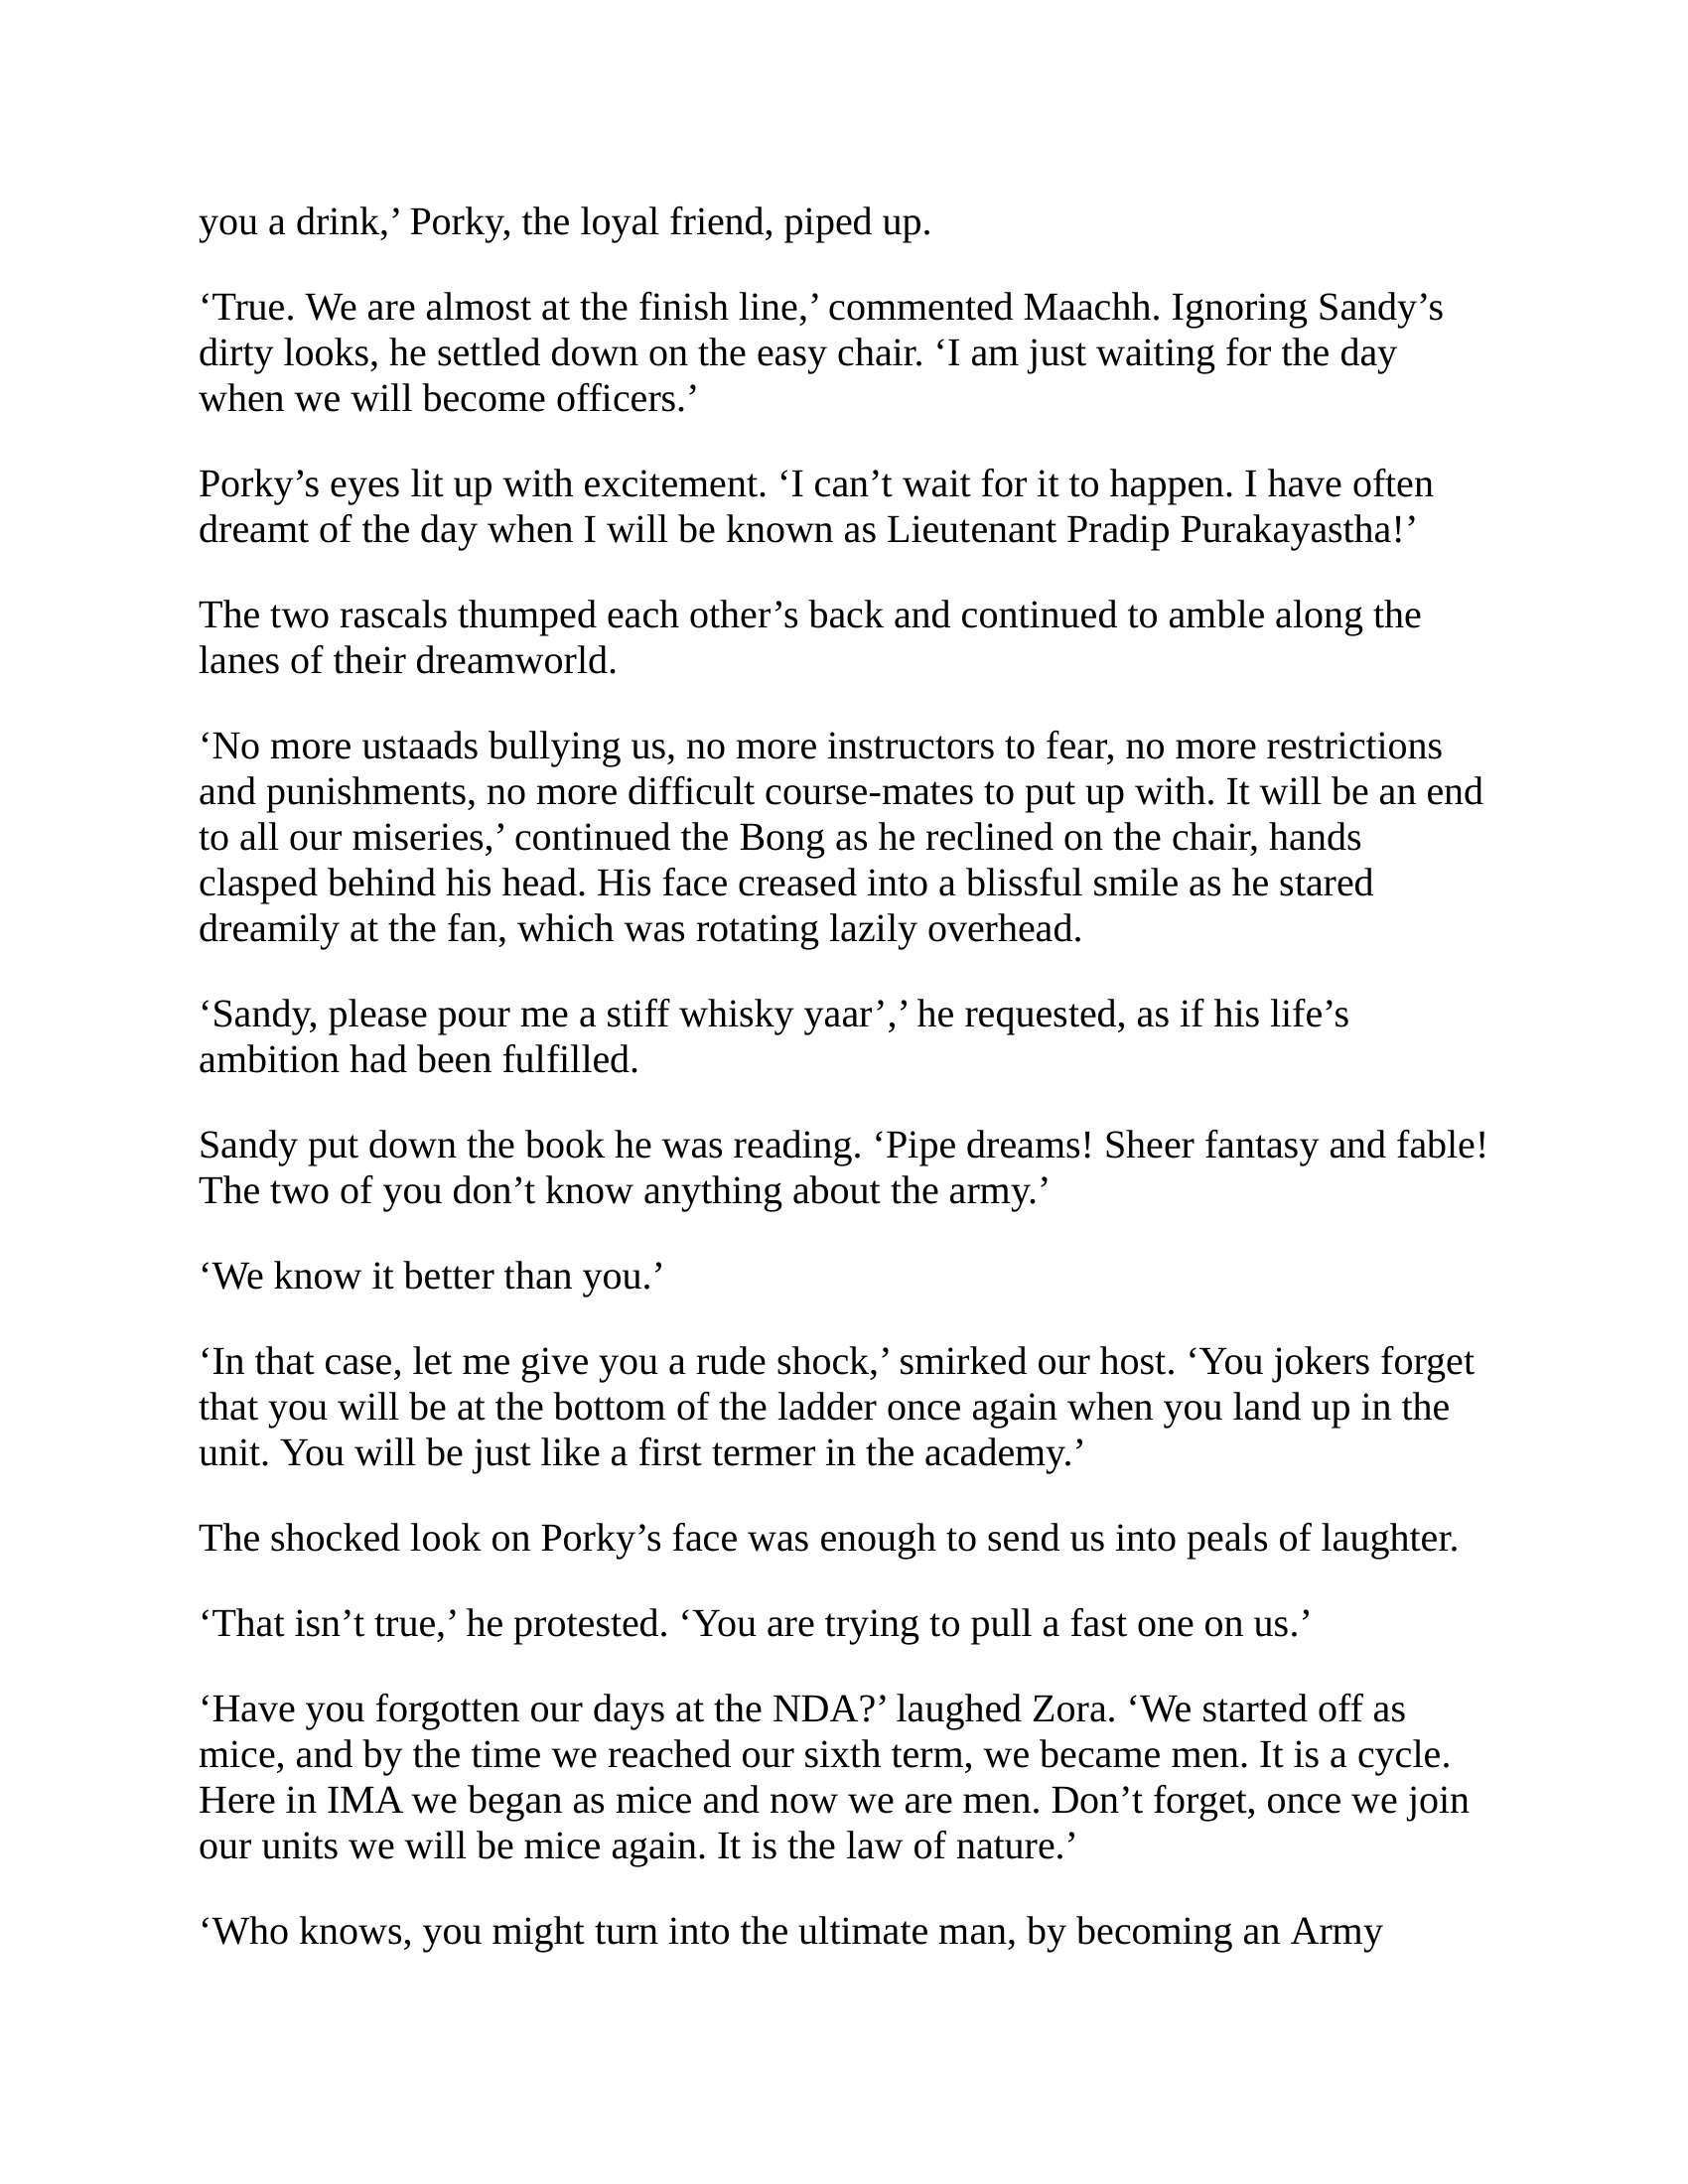 you a drink,’ Porky, the loyal friend, piped up.
‘True. We are almost at the finish line,’ commented Maachh. Ignoring Sandy’s
dirty looks, he settled down on the easy chair. ‘I am just waiting for the day
when we will become officers.’
Porky’s eyes lit up with excitement. ‘I can’t wait for it to happen. I have often
dreamt of the day when I will be known as Lieutenant Pradip Purakayastha!’
The two rascals thumped each other’s back and continued to amble along the
lanes of their dreamworld.
‘No more ustaads bullying us, no more instructors to fear, no more restrictions
and punishments, no more difficult course-mates to put up with. It will be an end
to all our miseries,’ continued the Bong as he reclined on the chair, hands
clasped behind his head. His face creased into a blissful smile as he stared
dreamily at the fan, which was rotating lazily overhead.
‘Sandy, please pour me a stiff whisky yaar’,’ he requested, as if his life’s
ambition had been fulfilled.
Sandy put down the book he was reading. ‘Pipe dreams! Sheer fantasy and fable!
The two of you don’t know anything about the army.’
‘We know it better than you.’
‘In that case, let me give you a rude shock,’ smirked our host. ‘You jokers forget
that you will be at the bottom of the ladder once again when you land up in the
unit. You will be just like a first termer in the academy.’
The shocked look on Porky’s face was enough to send us into peals of laughter.
‘That isn’t true,’ he protested. ‘You are trying to pull a fast one on us.’
‘Have you forgotten our days at the NDA?’ laughed Zora. ‘We started off as
mice, and by the time we reached our sixth term, we became men. It is a cycle.
Here in IMA we began as mice and now we are men. Don’t forget, once we join
our units we will be mice again. It is the law of nature.’
‘Who knows, you might turn into the ultimate man, by becoming an Army